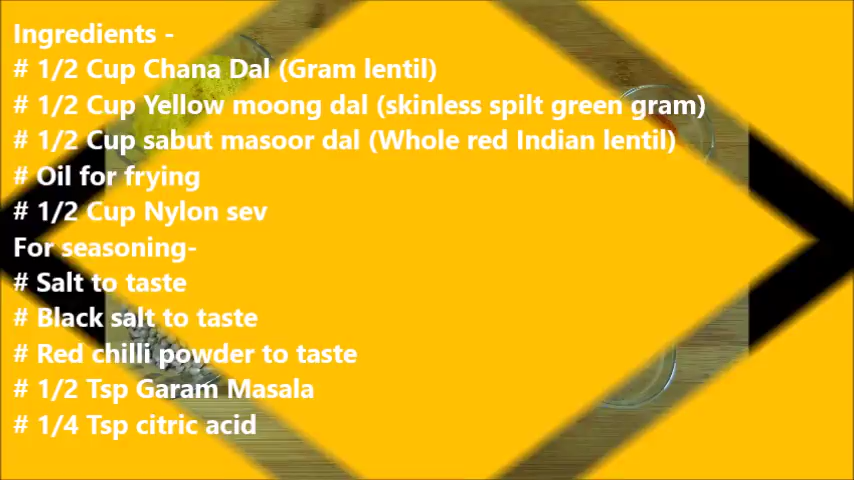 Ingredients -
# 1/2 Cup Chana Dal (Gram lentil)
# 1/2 Cup Yellow moong dal (skinless spilt green gram)
# 1/2 Cup sabut masoor dal (Whole red Indian lentil)
# Oil for frying
# 1/2 Cup Nylon sev
For seasoning-
# Salt to taste
# Black salt to taste
# Red chilli powder to taste
# 1/2 Tsp Garam Masala
# 1/4 Tsp citric acid